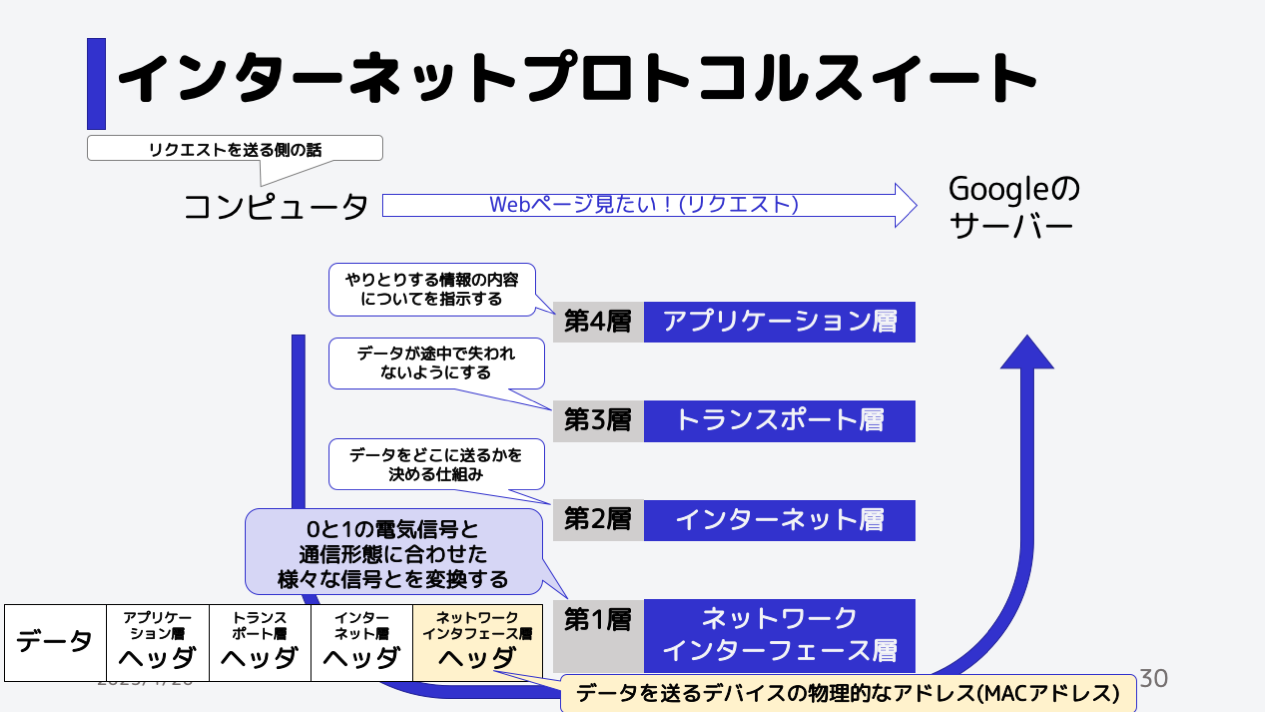 インターネットプロトコルスイート
リクエストを送る側の話
コンピュータ
Webページ見たい！(リクエスト)
Googleの
サーバー
やりとりする情報の内容
についてを指示する
第4層
アプリケーション層
データが途中で失われ
ないようにする
第3層
トランスポート層
データをどこに送るかを
決める仕組み
第2層
インターネット層
0と1の電気信号と
通信形態に合わせた
様々な信号とを変換する
第1層
ネットワーク
インターフェース層
データ
アプリケー
ション層
ヘッダ
トランス
ポート層
ヘッダ
インター
ネット層
ヘッダ
ネットワーク
インタフェース層
ヘッダ
データを送るデバイスの物理的なアドレス(MACアドレス)
30